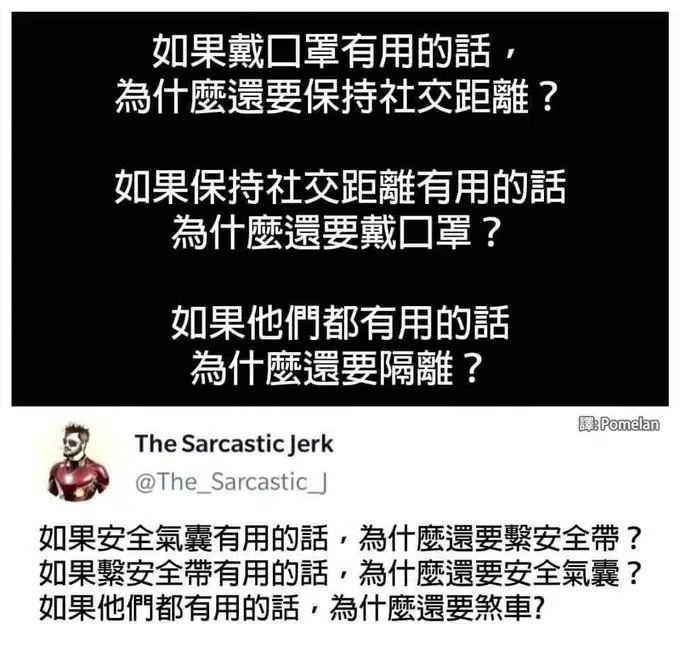 如果戴口罩有用的話，
為什麼還要保持社交距離？
如果保持社交距離有用的話
為什麼還要戴口罩？
如果他們都有用的話
為什麼還要隔離？
譯: Pomelan
The Sarcastic Jerk
@The_Sarcastic_J
如果安全氣囊有用的話，為什麼還要繫安全帶？
如果繫安全帶有用的話，為什麼還要安全氣囊？
如果他們都有用的話，為什麼還要煞車?